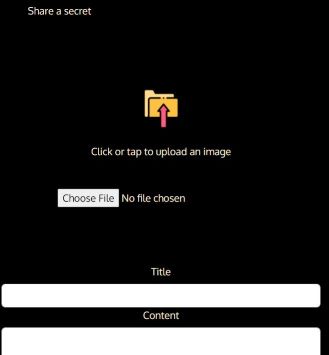 Share a secret
Click or tap to upload an image
Choose File No file chosen
Title
Content